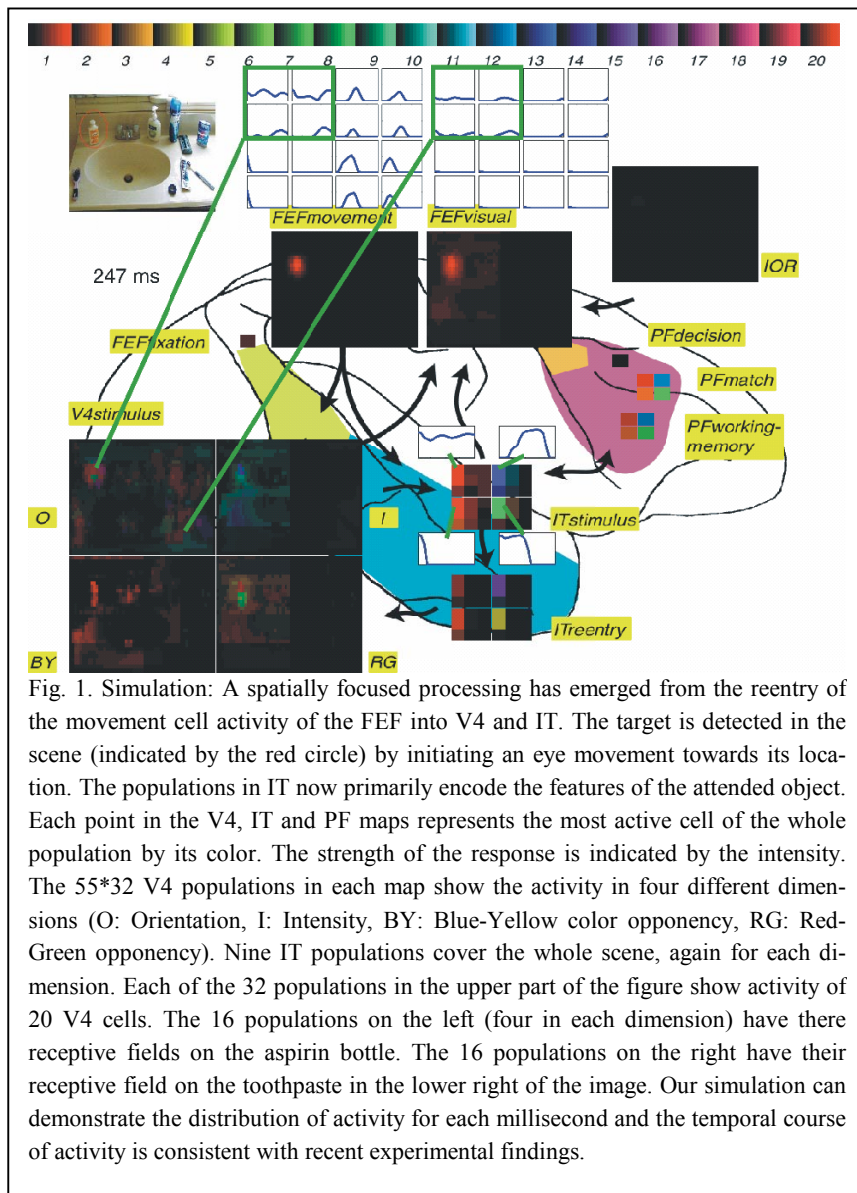 1 2 3 4 5 6 7 8 9 10 11 12 13 14 15 16 17 18 19 20
FEFmovement FEFvisual
IOR
247 ms
FEFfixation
PFdecision
PFmatch
V4stimulus
PFworking-
memory
O I ITstimulus
BY RG ITreentry
Fig. 1. Simulation: A spatially focused processing has emerged from the reentry of
the movement cell activity of the FEF into V4 and IT. The target is detected in the
scene (indicated by the red circle) by initiating an eye movement towards its loca-
tion. The populations in IT now primarily encode the features of the attended object.
Each point in the V4, IT and PF maps represents the most active cell of the whole
population by its color. The strength of the response is indicated by the intensity.
The 55*32 V4 populations in each map show the activity in four different dimen-
sions (O: Orientation, I: Intensity, BY: Blue-Yellow color opponency, RG: Red-
Green opponency). Nine IT populations cover the whole scene, again for each di-
mension. Each of the 32 populations in the upper part of the figure show activity of
20 V4 cells. The 16 populations on the left (four in each dimension) have there
receptive fields on the aspirin bottle. The 16 populations on the right have their
receptive field on the toothpaste in the lower right of the image. Our simulation can
demonstrate the distribution of activity for each millisecond and the temporal course
of activity is consistent with recent experimental findings.